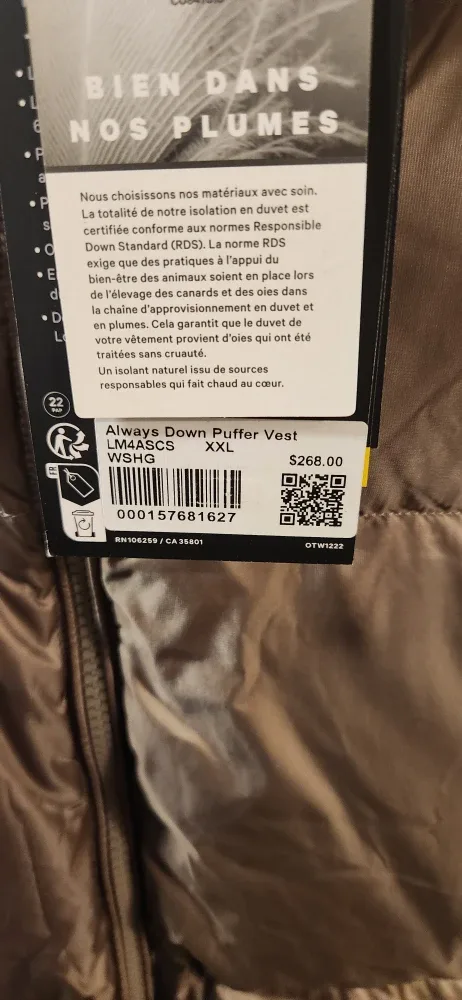 BIEN DANS
NOS PLUMES
Nous choisissons nos matériaux avec soin.
La totalité de notre isolation en duvet est
certifiée conforme aux normes Responsible
Down Standard (RDS). La norme RDS
exige que des pratiques à l'appui du
bien-être des animaux soient en place lors
de l'élevage des canards et des oies dans
la chaîne d'approvisionnement en duvet et
en plumes. Cela garantit que le duvet de
votre vêtement provient d'oies qui ont été
traitées sans cruauté.
Un isolant naturel issu de sources
responsables qui fait chaud au cœur.
22
PAP
FR
Always Down Puffer Vest
LM4ASCS XXL
WSHG $268.00
000157681627
RN106259 / CA35801 OTW1222